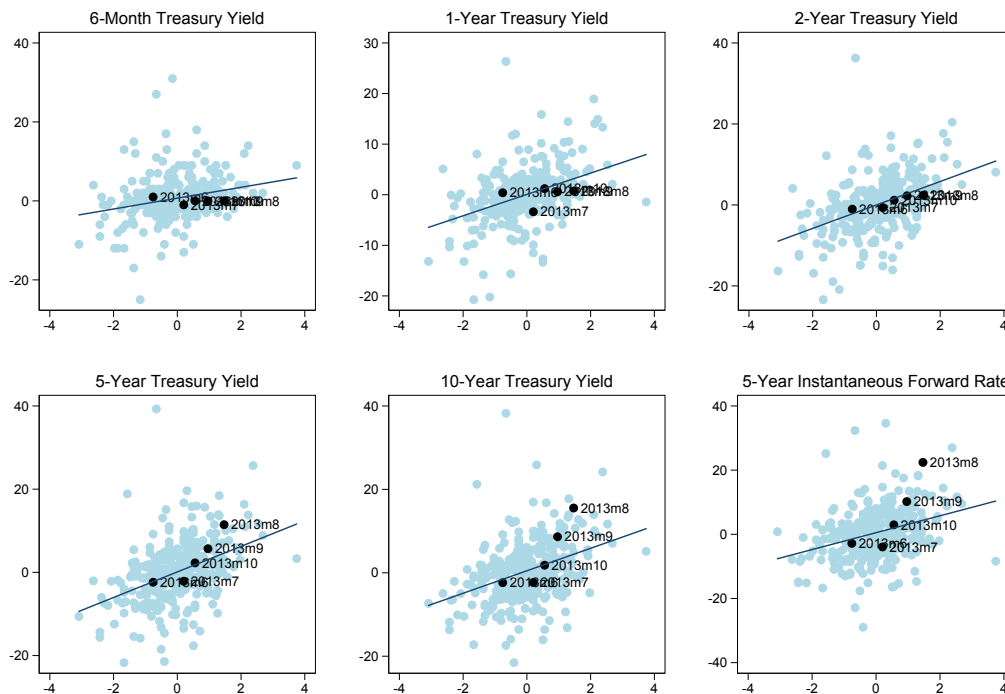 6-Month Treasury Yield
40
20
0
-20
2013m7
-4 -2 0 2 4
1-Year Treasury Yield
30
20
10
0
-10
-20
2013m7
-4 -2 0 2 4
2-Year Treasury Yield
40
20
0
-20
2013m7
-4 -2 0 2 4
5-Year Treasury Yield
40
20
0
-20
2013m8
2013m9
2013m10
2013m7
-4 -2 0 2 4
10-Year Treasury Yield
40
20
0
-20
2013m8
2013m9
2013m10
2013m7
-4 -2 0 2 4
5-Year Instantaneous Forward Rate
40
20
0
-20
-40
2013m8
2013m9
2013m10
2013m6
2013m7
-4 -2 0 2 4